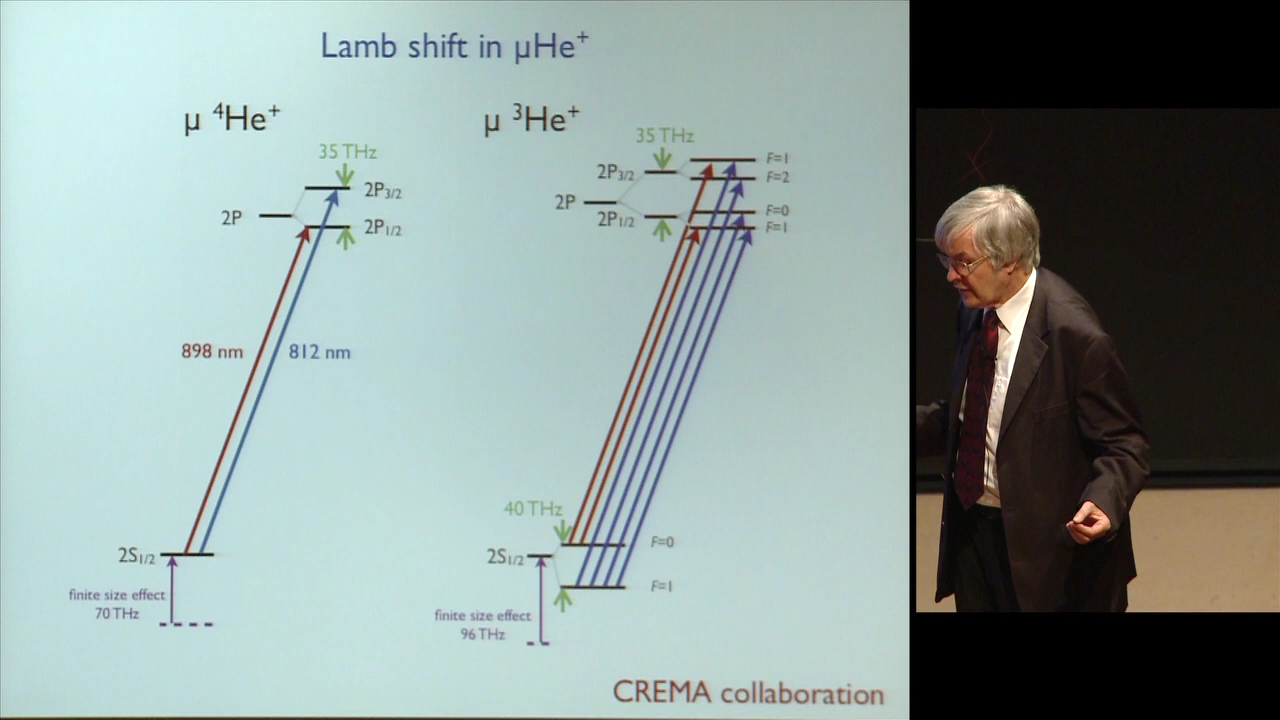 Lamb shift in µHe⁺
µ ⁴He⁺
35 THz
2P₃/₂
2P
2P₁/₂
898 nm
812 nm
2S₁/₂
finite size effect
70 THz
µ ³He⁺
35 THz
F=1
2P₃/₂
F=2
2P
F=0
2P₁/₂
F=1
40 THz
F=0
2S₁/₂
F=1
finite size effect
96 THz
CREMA collaboration